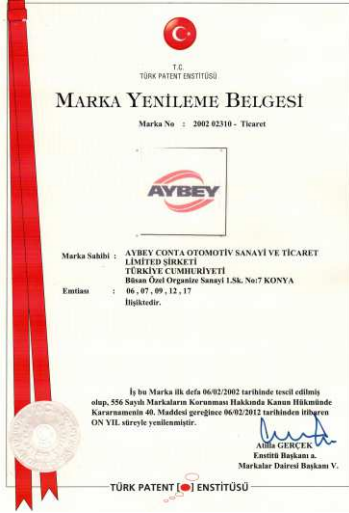 T.C.
TÜRK PATENT ENSTİTÜSÜ
MARKA YENİLEME BELGESİ
Marka No : 2002 02310 - Ticaret
AYBEY
Marka Sahibi : AYBEY CONTA OTOMOTİV SANAYİ VE TİCARET
LİMİTED ŞİRKETİ
TÜRKİYE CUMHURİYETİ
Büsan Özel Organize Sanayi 1.Sk. No:7 KONYA
Emtiası : 06 , 07 , 09 , 12 , 17
İlişiktedir.
İş bu Marka ilk defa 06/02/2002 tarihinde tescil edilmiş
olup, 556 Sayılı Markaların Korunması Hakkında Kanun Hükmünde
Kararnamenin 40. Maddesi gereğince 06/02/2012 tarihinden itibaren
ON YIL süreyle yenilenmiştir.
Atilla GERÇEK
Enstitü Başkanı a.
Markalar Dairesi Başkanı V.
TÜRK PATENT ENSTİTÜSÜ